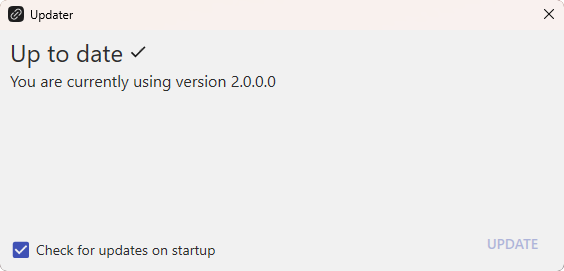 Updater
Up to date
You are currently using version 2.0.0.0
Check for updates on startup
UPDATE